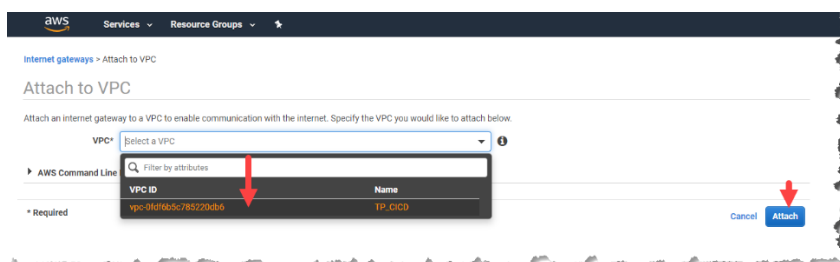 aws Services Resource Groups
Internet gateways > Attach to VPC
Attach to VPC
Attach an internet gateway to a VPC to enable communication with the internet. Specify the VPC you would like to attach below.
VPC* Select a VPC
Filter by attributes
AWS Command Line
VPC ID Name
vpc-0fdf6b5c785220db6 TP_CICD
* Required Cancel Attach